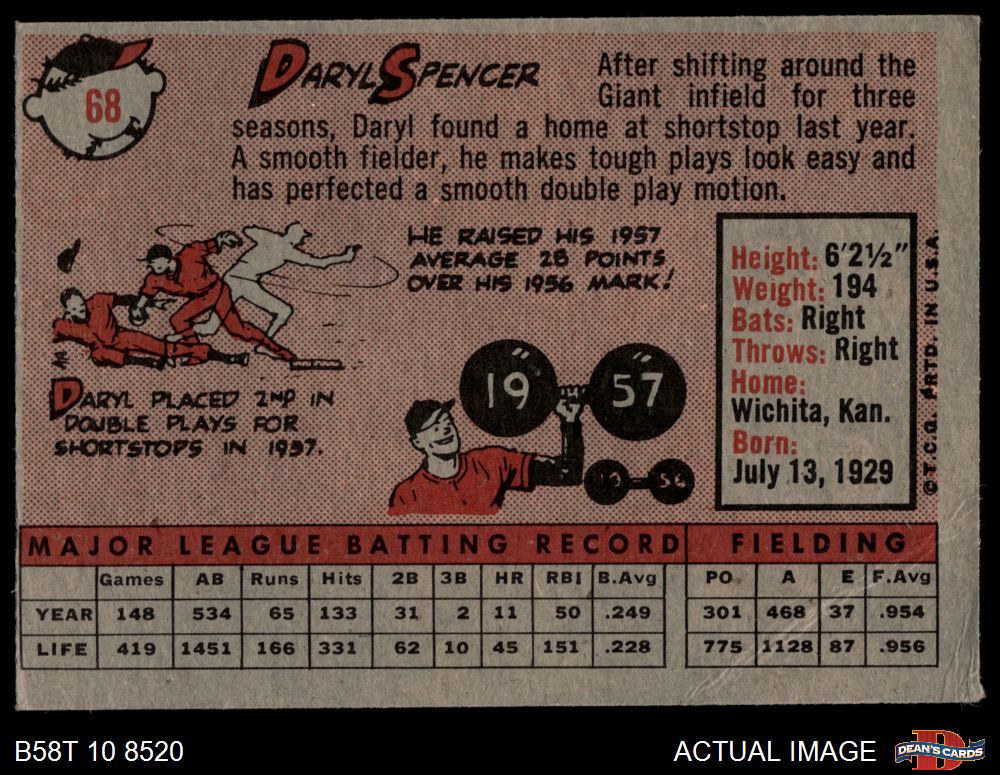 68
DARYL SPENCER
After shifting around the
Giant infield for three
seasons, Daryl found a home at shortstop last year.
A smooth fielder, he makes tough plays look easy and
has perfected a smooth double play motion.
HE RAISED HIS 1957
AVERAGE 28 POINTS
OVER HIS 1956 MARK!
DARYL PLACED 2ND IN
DOUBLE PLAYS FOR
SHORTSTOPS IN 1957.
19 57
19 56
Height: 6'2½"
Weight: 194
Bats: Right
Throws: Right
Home:
Wichita, Kan.
Born:
July 13, 1929
© T.C.G. PRTD. IN U.S.A.
MAJOR LEAGUE BATTING RECORD FIELDING
Games AB Runs Hits 2B 3B HR RBI B.Avg PO A E F.Avg
YEAR 148 534 65 133 31 2 11 50 .249 301 468 37 .954
LIFE 419 1451 166 331 62 10 45 151 .228 775 1128 87 .956
B58T 10 8520
ACTUAL IMAGE
DEAN'S CARDS